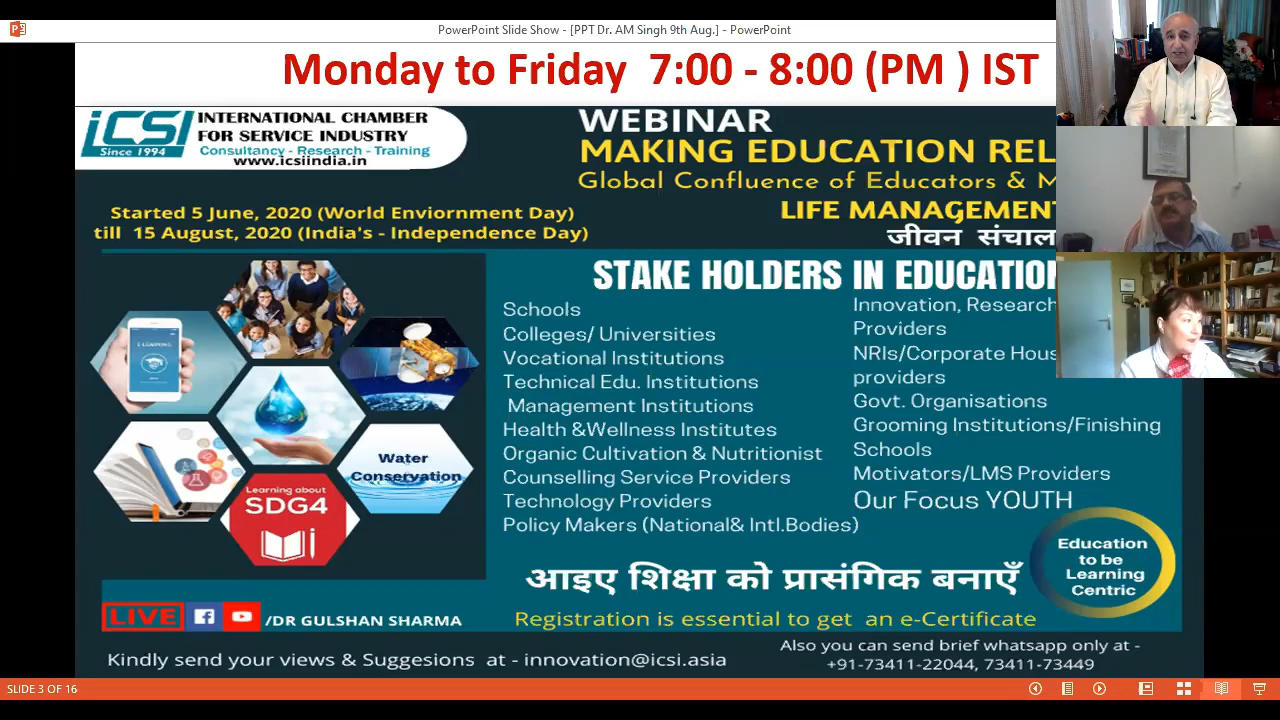 PowerPoint Slide Show - [PPT Dr. AM Singh 9th Aug.] - PowerPoint
Monday to Friday 7:00 - 8:00 (PM ) IST
iCSI
Since 1994
INTERNATIONAL CHAMBER
FOR SERVICE INDUSTRY
Consultancy - Research - Training
www.icsiindia.in
WEBINAR
MAKING EDUCATION REL
Global Confluence of Educators & M
Started 5 June, 2020 (World Enviornment Day)
till 15 August, 2020 (India's - Independence Day)
LIFE MANAGEMENT
जीवन संचाल
STAKE HOLDERS IN EDUCATION
Schools
Colleges/ Universities
Vocational Institutions
Technical Edu. Institutions
Management Institutions
Health &Wellness Institutes
Organic Cultivation & Nutritionist
Counselling Service Providers
Technology Providers
Policy Makers (National& Intl.Bodies)
Innovation, Research
Providers
NRIs/Corporate Hous
providers
Govt. Organisations
Grooming Institutions/Finishing
Schools
Motivators/LMS Providers
Our Focus YOUTH
E-LEARNING
Water
Conservation
Learning about
SDG4
Education
to be
Learning
Centric
आइए शिक्षा को प्रासंगिक बनाएँ
LIVE /DR GULSHAN SHARMA
Registration is essential to get an e-Certificate
Kindly send your views & Suggesions at - innovation@icsi.asia
Also you can send brief whatsapp only at -
+91-73411-22044, 73411-73449
SLIDE 3 OF 16